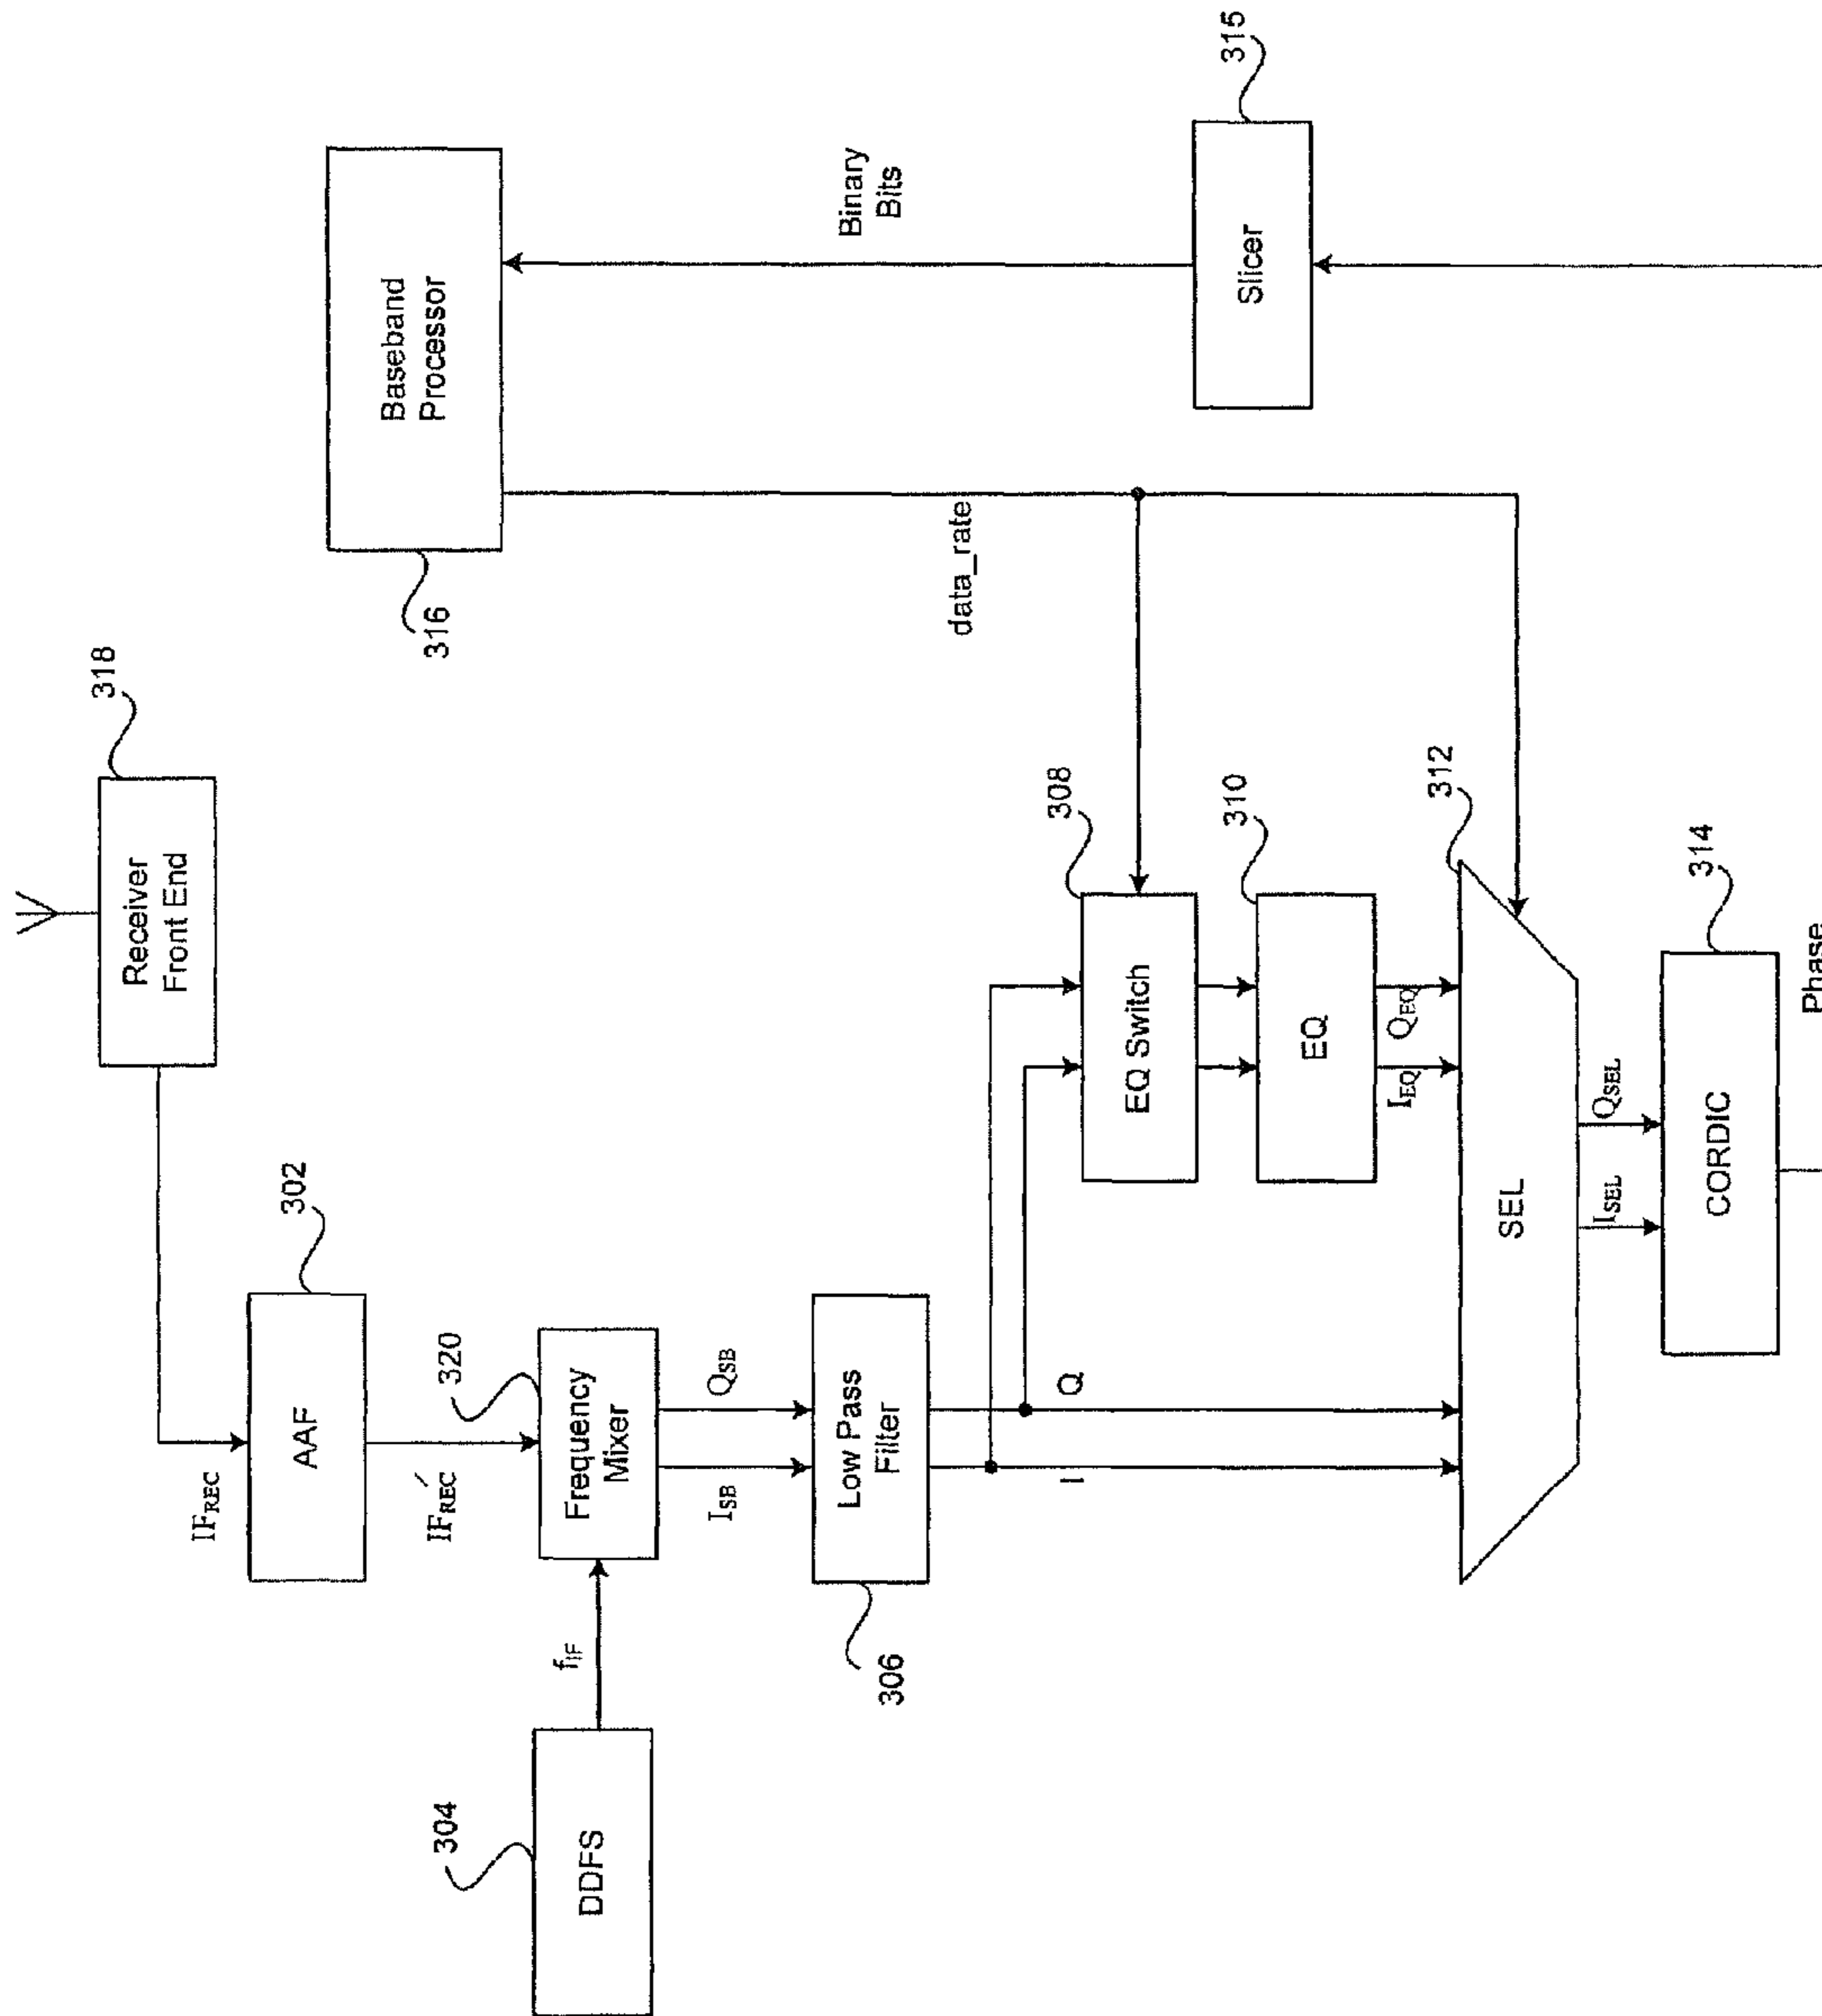 318
Receiver
Front End
IF_REC
302
AAF
IF_REC′
304
DDFS
f_IF
320
Frequency
Mixer
I_SB
Q_SB
306
Low Pass
Filter
I
Q
308
EQ Switch
310
EQ
I_EQ
Q_EQ
312
SEL
I_SEL
Q_SEL
314
CORDIC
Phase
315
Slicer
Binary
Bits
316
Baseband
Processor
data_rate